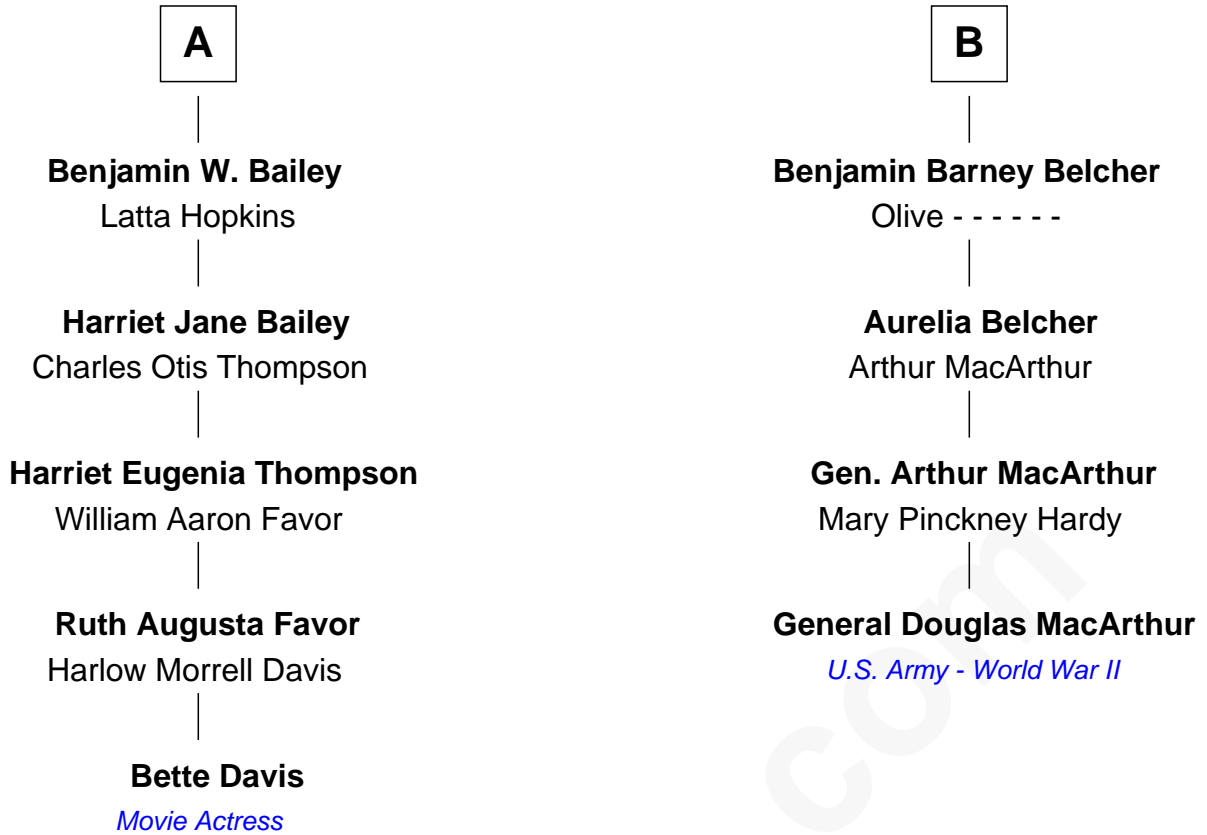 A
Benjamin W. Bailey
Latta Hopkins
Harriet Jane Bailey
Charles Otis Thompson
Harriet Eugenia Thompson
William Aaron Favor
Ruth Augusta Favor
Harlow Morrell Davis
Bette Davis
Movie Actress
B
Benjamin Barney Belcher
Olive - - - - - -
Aurelia Belcher
Arthur MacArthur
Gen. Arthur MacArthur
Mary Pinckney Hardy
General Douglas MacArthur
U.S. Army - World War II
com